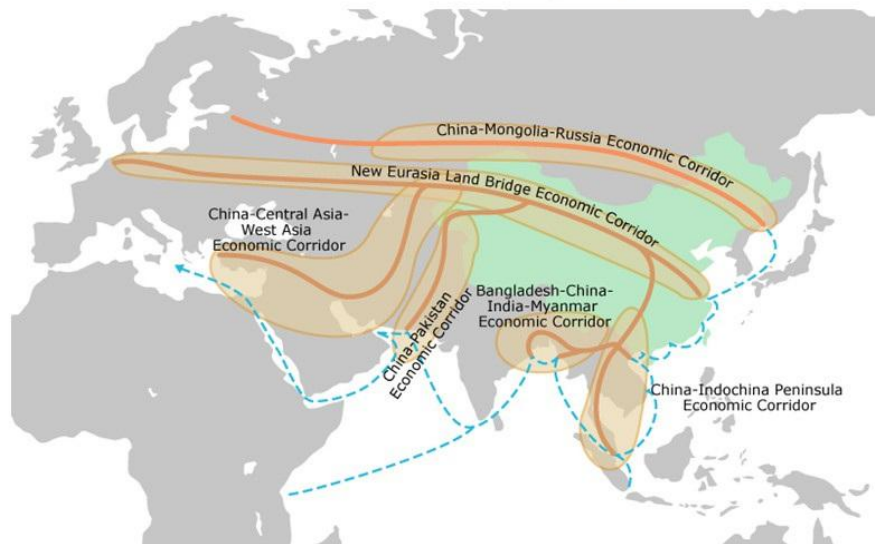 China-Mongolia-Russia Economic Corridor
New Eurasia Land Bridge Economic Corridor
China-Central Asia-
West Asia
Economic Corridor
China-Pakistan
Economic Corridor
Bangladesh-China-
India-Myanmar
Economic Corridor
China-Indochina Peninsula
Economic Corridor